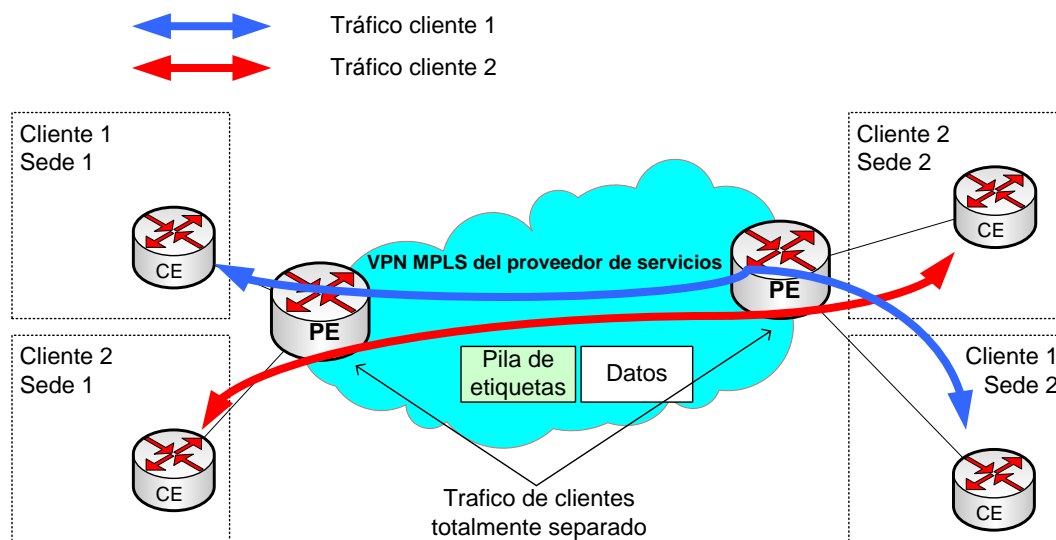 Tráfico cliente 1
Tráfico cliente 2
Cliente 1
Sede 1
CE
Cliente 2
Sede 2
CE
VPN MPLS del proveedor de servicios
PE
PE
Cliente 2
Sede 1
CE
Pila de
etiquetas
Datos
Cliente 1
Sede 2
CE
Trafico de clientes
totalmente separado